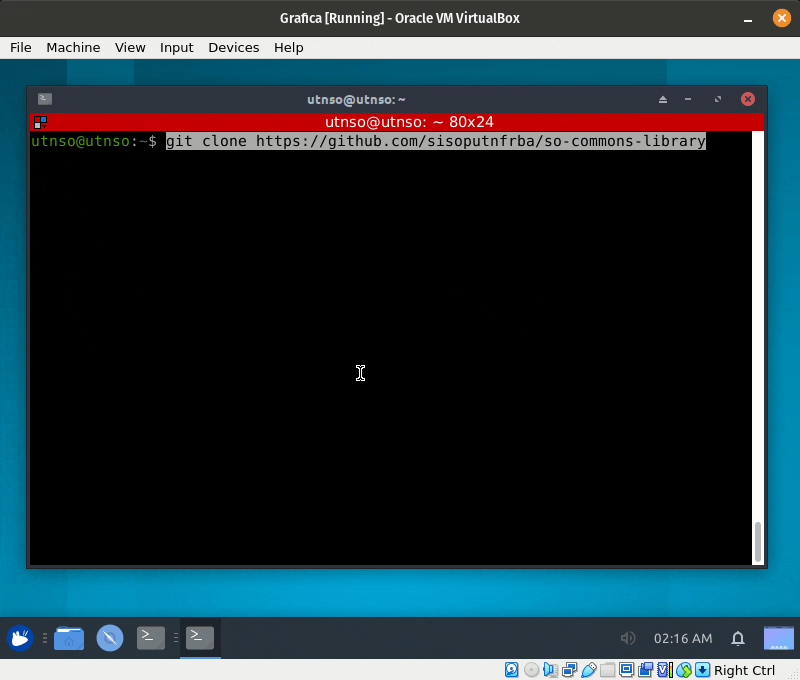 Grafica [Running] - Oracle VM VirtualBox
File Machine View Input Devices Help
utnso@utnso: ~
utnso@utnso: ~ 80x24
utnso@utnso:~$ git clone https://github.com/sisoputnfrba/so-commons-library
02:16 AM
Right Ctrl